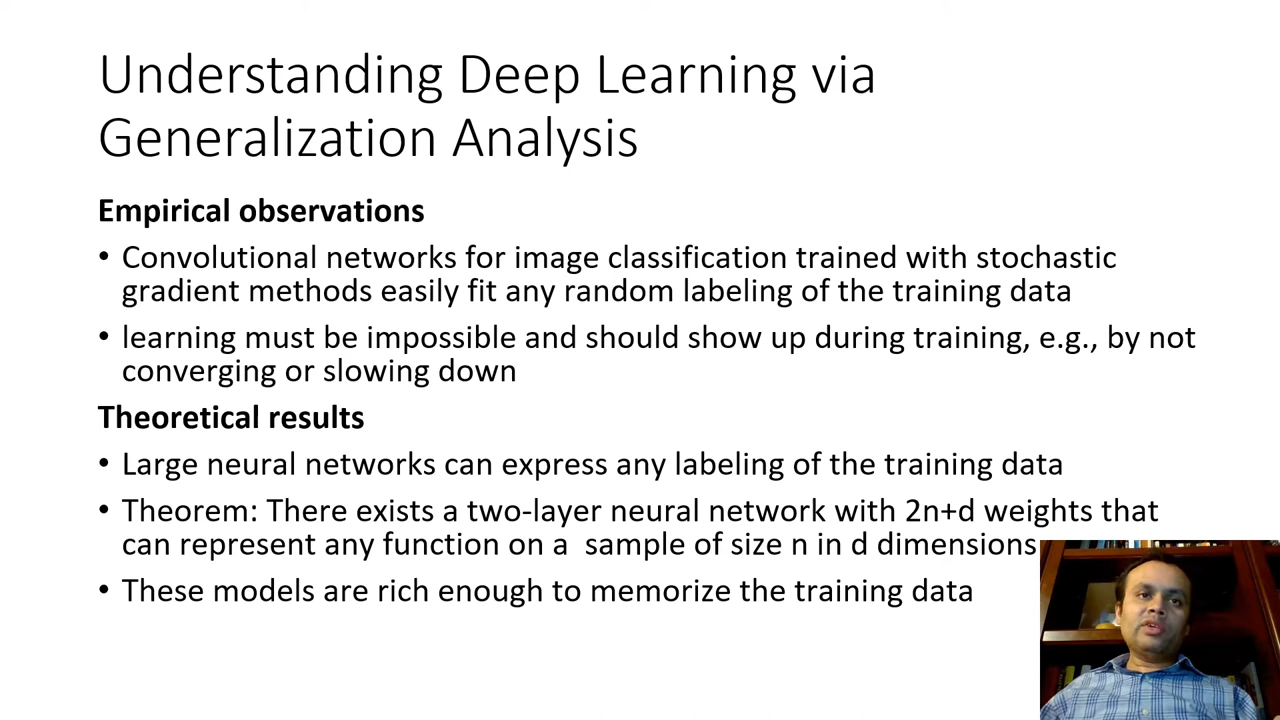 Understanding Deep Learning via
Generalization Analysis
Empirical observations
• Convolutional networks for image classification trained with stochastic
gradient methods easily fit any random labeling of the training data
• learning must be impossible and should show up during training, e.g., by not
converging or slowing down
Theoretical results
• Large neural networks can express any labeling of the training data
• Theorem: There exists a two-layer neural network with 2n+d weights that
can represent any function on a  sample of size n in d dimensions
• These models are rich enough to memorize the training data